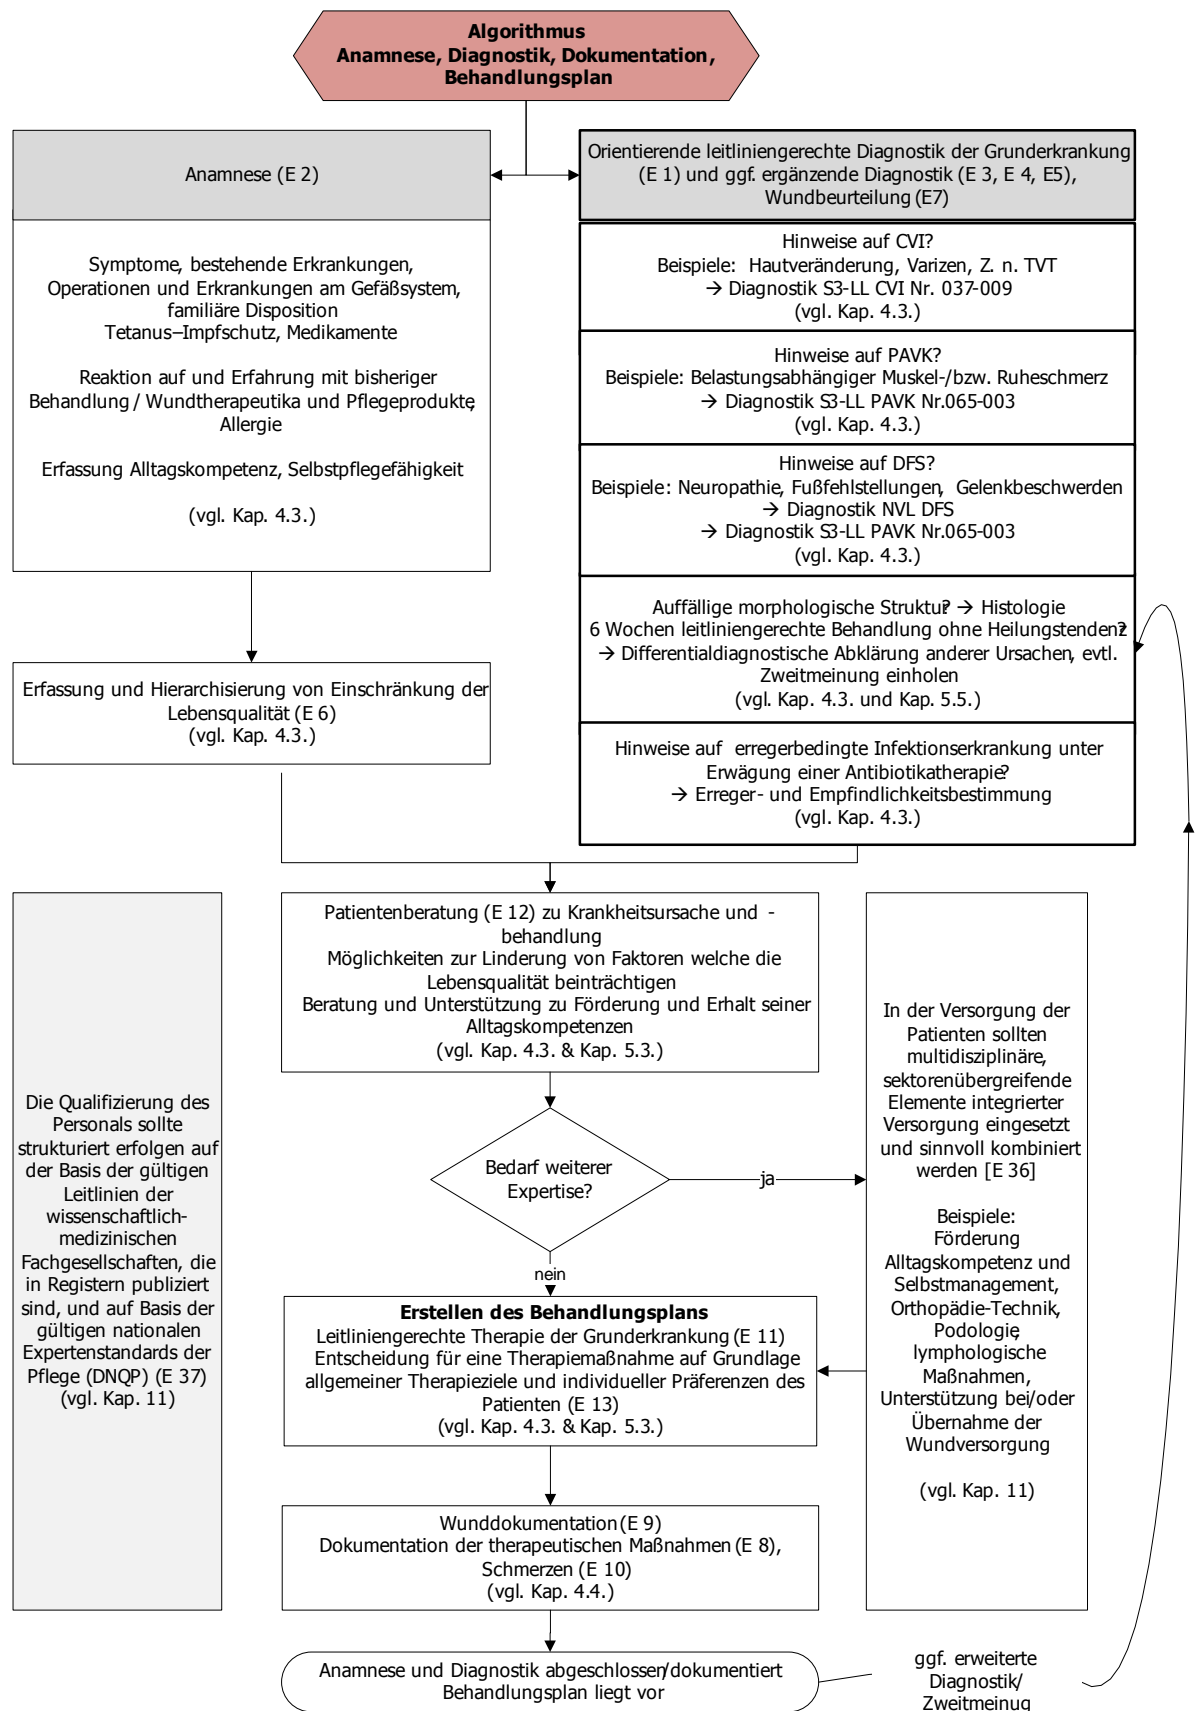 Algorithmus
Anamnese, Diagnostik, Dokumentation,
Behandlungsplan
Anamnese (E 2)
Symptome, bestehende Erkrankungen,
Operationen und Erkrankungen am Gefäßsystem,
familiäre Disposition
Tetanus–Impfschutz, Medikamente
Reaktion auf und Erfahrung mit bisheriger
Behandlung / Wundtherapeutika und Pflegeprodukte,
Allergie
Erfassung Alltagskompetenz, Selbstpflegefähigkeit
(vgl. Kap. 4.3.)
Erfassung und Hierarchisierung von Einschränkung der
Lebensqualität (E 6)
(vgl. Kap. 4.3.)
Orientierende leitliniengerechte Diagnostik der Grunderkrankung
(E 1) und ggf. ergänzende Diagnostik (E 3, E 4, E5),
Wundbeurteilung (E7)
Hinweise auf CVI?
Beispiele: Hautveränderung, Varizen, Z. n. TVT
→ Diagnostik S3-LL CVI Nr. 037-009
(vgl. Kap. 4.3.)
Hinweise auf PAVK?
Beispiele: Belastungsabhängiger Muskel-/bzw. Ruheschmerz
→ Diagnostik S3-LL PAVK Nr.065-003
(vgl. Kap. 4.3.)
Hinweise auf DFS?
Beispiele: Neuropathie, Fußfehlstellungen, Gelenkbeschwerden
→ Diagnostik NVL DFS
→ Diagnostik S3-LL PAVK Nr.065-003
(vgl. Kap. 4.3.)
Auffällige morphologische Struktur? → Histologie
6 Wochen leitliniengerechte Behandlung ohne Heilungstendenz?
→ Differentialdiagnostische Abklärung anderer Ursachen, evtl.
Zweitmeinung einholen
(vgl. Kap. 4.3. und Kap. 5.5.)
Hinweise auf erregerbedingte Infektionserkrankung unter
Erwägung einer Antibiotikatherapie?
→ Erreger- und Empfindlichkeitsbestimmung
(vgl. Kap. 4.3.)
Patientenberatung (E 12) zu Krankheitsursache und -
behandlung
Möglichkeiten zur Linderung von Faktoren welche die
Lebensqualität beinträchtigen
Beratung und Unterstützung zu Förderung und Erhalt seiner
Alltagskompetenzen
(vgl. Kap. 4.3. & Kap. 5.3.)
Die Qualifizierung des
Personals sollte
strukturiert erfolgen auf
der Basis der gültigen
Leitlinien der
wissenschaftlich-
medizinischen
Fachgesellschaften, die
in Registern publiziert
sind, und auf Basis der
gültigen nationalen
Expertenstandards der
Pflege (DNQP) (E 37)
(vgl. Kap. 11)
Bedarf weiterer
Expertise?
ja
nein
In der Versorgung der
Patienten sollten
multidisziplinäre,
sektorenübergreifende
Elemente integrierter
Versorgung eingesetzt
und sinnvoll kombiniert
werden [E 36]
Beispiele:
Förderung
Alltagskompetenz und
Selbstmanagement,
Orthopädie-Technik,
Podologie,
lymphologische
Maßnahmen,
Unterstützung bei/oder
Übernahme der
Wundversorgung
(vgl. Kap. 11)
Erstellen des Behandlungsplans
Leitliniengerechte Therapie der Grunderkrankung (E 11)
Entscheidung für eine Therapiemaßnahme auf Grundlage
allgemeiner Therapieziele und individueller Präferenzen des
Patienten (E 13)
(vgl. Kap. 4.3. & Kap. 5.3.)
Wunddokumentation (E 9)
Dokumentation der therapeutischen Maßnahmen (E 8),
Schmerzen (E 10)
(vgl. Kap. 4.4.)
Anamnese und Diagnostik abgeschlossen/dokumentiert
Behandlungsplan liegt vor
ggf. erweiterte
Diagnostik/
Zweitmeinug